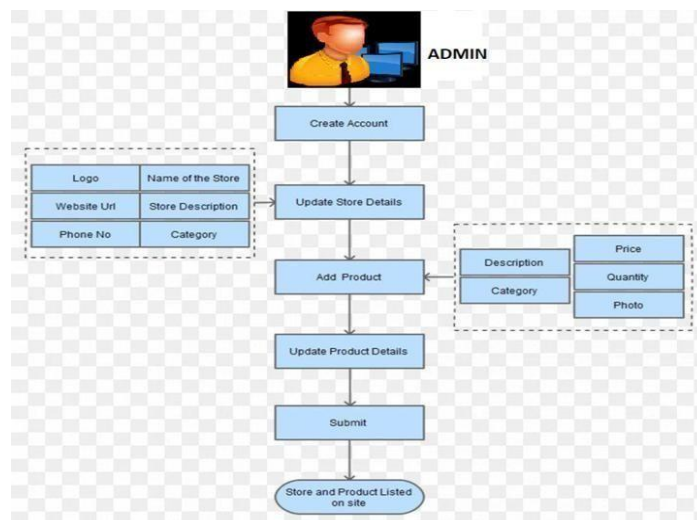 ADMIN
Create Account
Logo
Name of the Store
Website Url
Store Description
Phone No
Category
Update Store Details
Add Product
Description
Category
Price
Quantity
Photo
Update Product Details
Submit
Store and Product Listed
on site